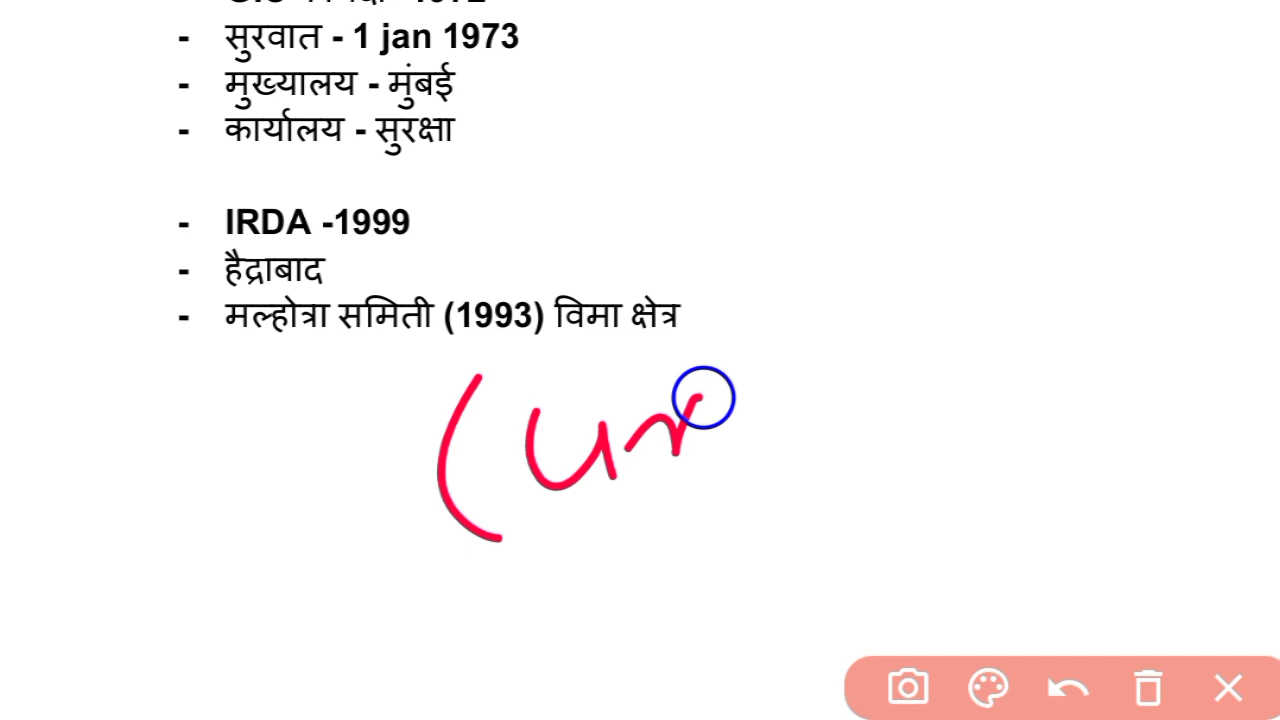 - सुरवात - 1 jan 1973
- मुख्यालय - मुंबई
- कार्यालय - सुरक्षा
- IRDA -1999
- हैद्राबाद
- मल्होत्रा समिती (1993) विमा क्षेत्र